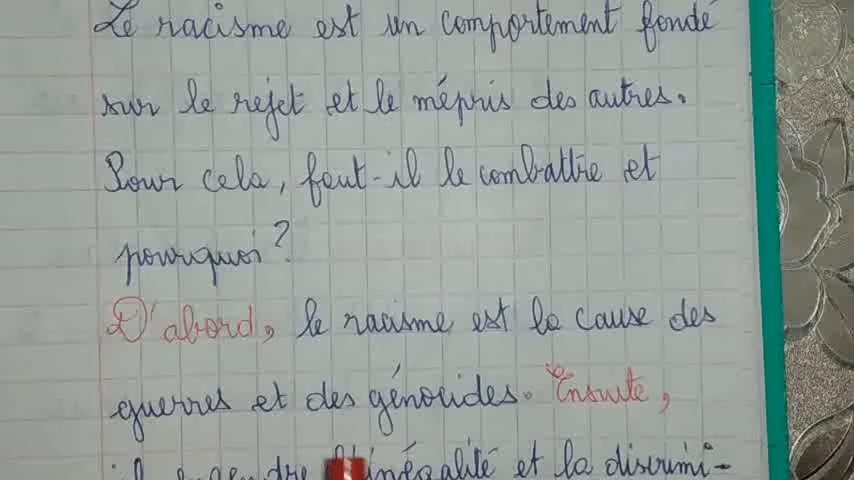 Le racisme est un comportement fondé
sur le rejet et le mépris des autres.
Pour cela, faut-il le combattre et
pourquoi?
D'abord, le racisme est la cause des
guerres et des génocides. Ensuite,
il engendre l'inégalité et la discrimi-